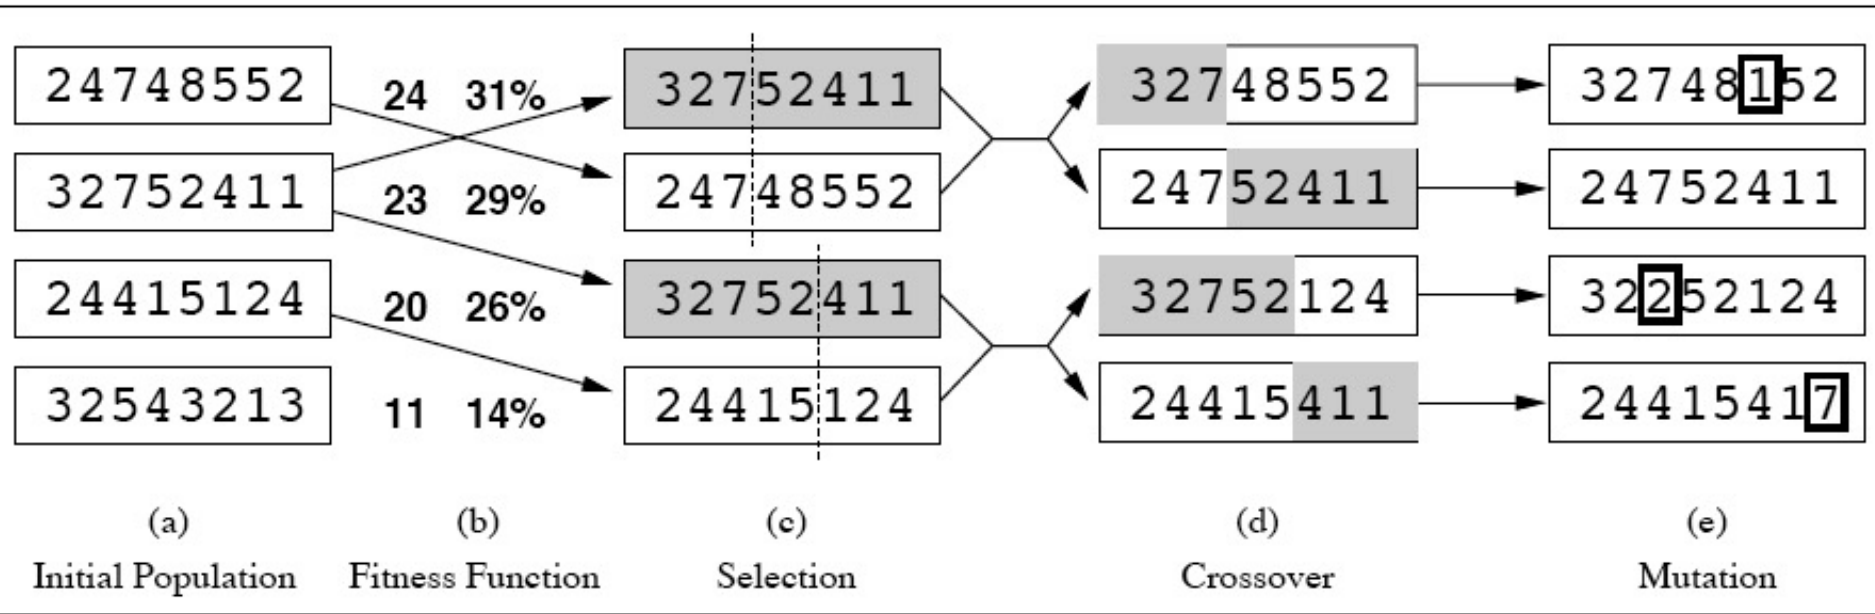 24748552 24 31% 32752411 32748552 32748152
32752411 23 29% 24748552 24752411 24752411
24415124 20 26% 32752411 32752124 32252124
32543213 11 14% 24415124 24415411 24415417
(a) (b) (c) (d) (e)
Initial Population Fitness Function Selection Crossover Mutation